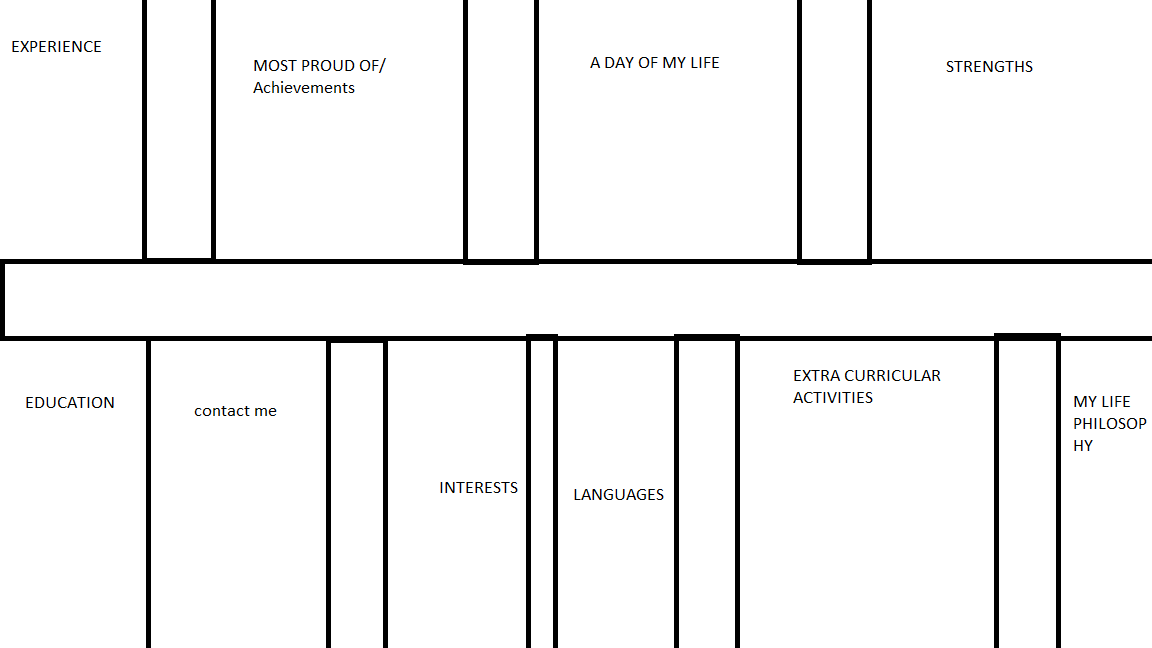 EXPERIENCE
MOST PROUD OF/
Achievements
A DAY OF MY LIFE
STRENGTHS
EDUCATION
contact me
INTERESTS
LANGUAGES
EXTRA CURRICULAR
ACTIVITIES
MY LIFE
PHILOSOP
HY